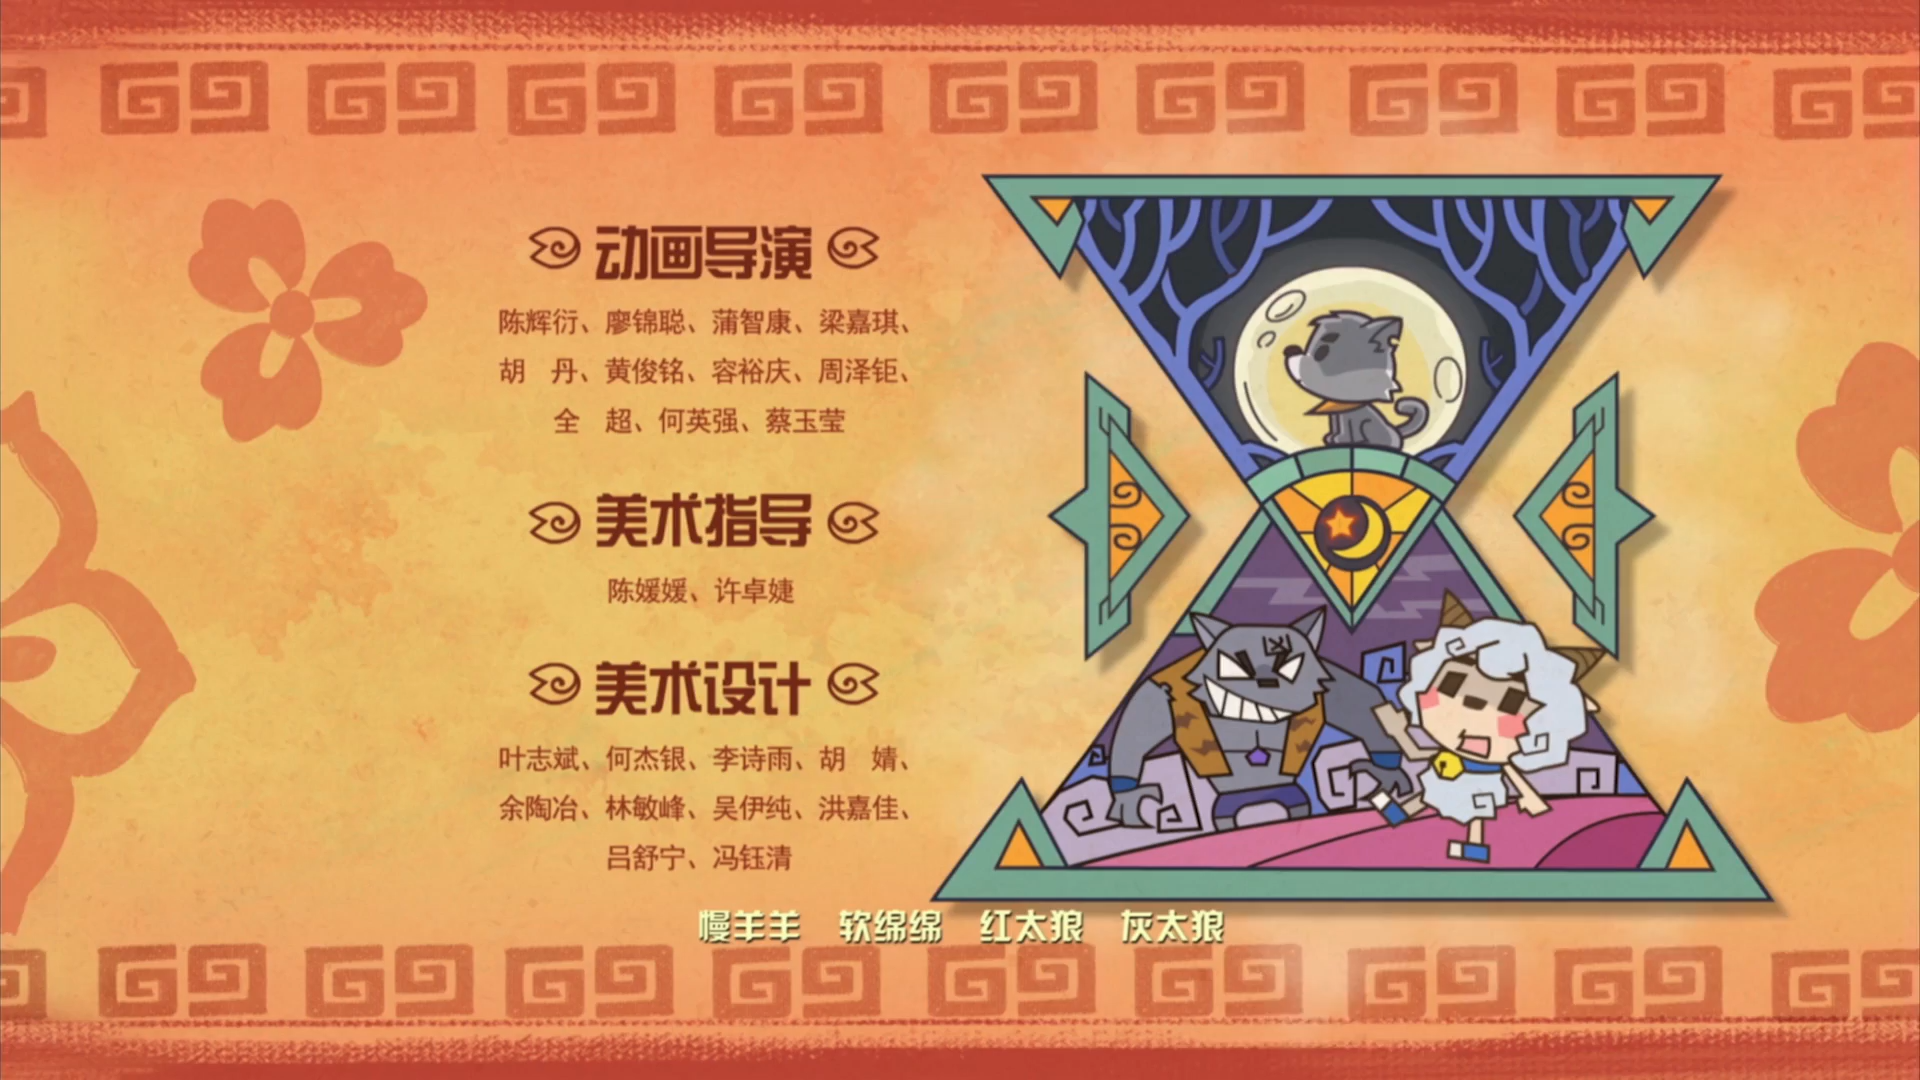 动画导演
陈辉衍、廖锦聪、蒲智康、梁嘉琪、
胡　丹、黄俊铭、容裕庆、周泽钜、
全　超、何英强、蔡玉莹
美术指导
陈媛媛、许卓婕
美术设计
叶志斌、何杰银、李诗雨、胡　婧、
余陶冶、林敏峰、吴伊纯、洪嘉佳、
吕舒宁、冯钰清
慢羊羊　软绵绵　红太狼　灰太狼